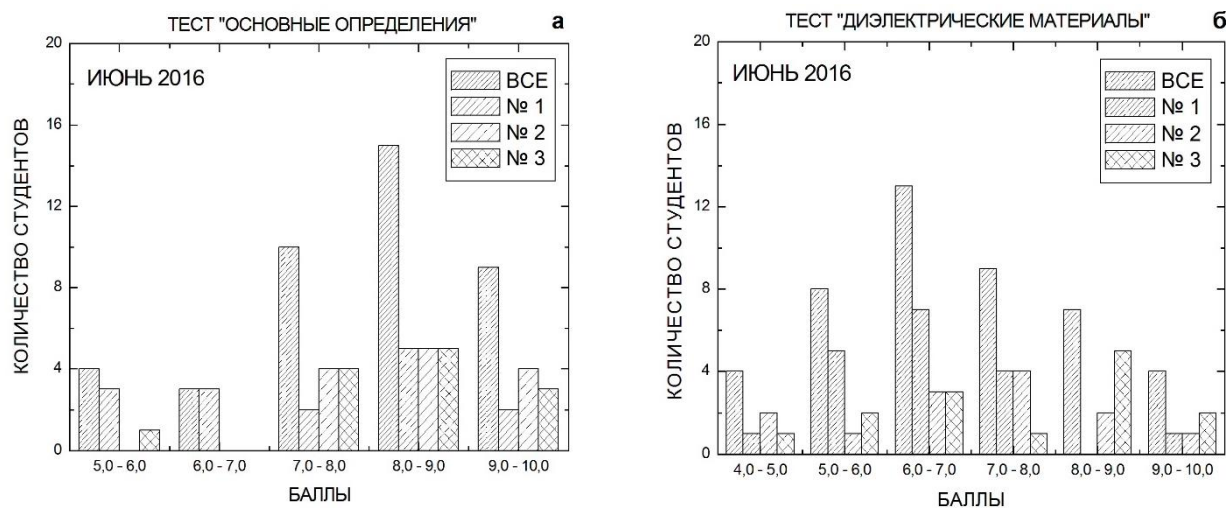 ТЕСТ "ОСНОВНЫЕ ОПРЕДЕЛЕНИЯ"
а
ИЮНЬ 2016
ВСЕ
№ 1
№ 2
№ 3
КОЛИЧЕСТВО СТУДЕНТОВ
20
16
12
8
4
0
5,0 - 6,0
6,0 - 7,0
7,0 - 8,0
8,0 - 9,0
9,0 - 10,0
БАЛЛЫ
ТЕСТ "ДИЭЛЕКТРИЧЕСКИЕ МАТЕРИАЛЫ"
б
ИЮНЬ 2016
ВСЕ
№ 1
№ 2
№ 3
КОЛИЧЕСТВО СТУДЕНТОВ
20
16
12
8
4
0
4,0 - 5,0
5,0 - 6,0
6,0 - 7,0
7,0 - 8,0
8,0 - 9,0
9,0 - 10,0
БАЛЛЫ